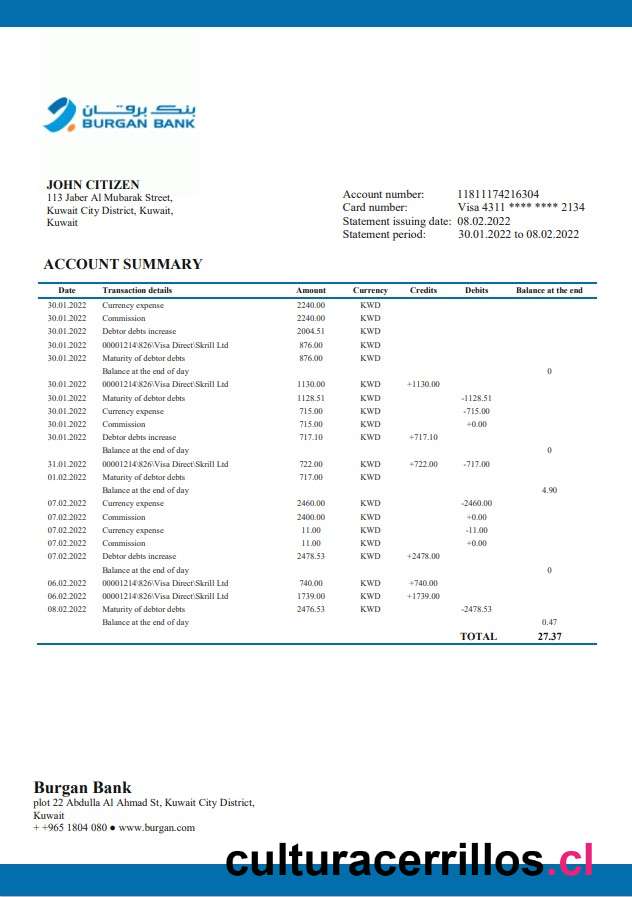 بنك برقان
BURGAN BANK
JOHN CITIZEN
113 Jaber Al Mubarak Street,
Kuwait City District, Kuwait,
Kuwait
Account number: 11811174216304
Card number: Visa 4311 **** **** 2134
Statement issuing date: 08.02.2022
Statement period: 30.01.2022 to 08.02.2022
ACCOUNT SUMMARY
Date Transaction details Amount Currency Credits Debits Balance at the end
30.01.2022 Currency expense 2240.00 KWD
30.01.2022 Commission 2240.00 KWD
30.01.2022 Debtor debts increase 2004.51 KWD
30.01.2022 00001214\826\Visa Direct\Skrill Ltd 876.00 KWD
30.01.2022 Maturity of debtor debts 876.00 KWD
Balance at the end of day 0
30.01.2022 00001214\826\Visa Direct\Skrill Ltd 1130.00 KWD +1130.00
30.01.2022 Maturity of debtor debts 1128.51 KWD -1128.51
30.01.2022 Currency expense 715.00 KWD -715.00
30.01.2022 Commission 715.00 KWD +0.00
30.01.2022 Debtor debts increase 717.10 KWD +717.10
Balance at the end of day 0
31.01.2022 00001214\826\Visa Direct\Skrill Ltd 722.00 KWD +722.00 -717.00
01.02.2022 Maturity of debtor debts 717.00 KWD
Balance at the end of day 4.90
07.02.2022 Currency expense 2460.00 KWD -2460.00
07.02.2022 Commission 2400.00 KWD +0.00
07.02.2022 Currency expense 11.00 KWD -11.00
07.02.2022 Commission 11.00 KWD +0.00
07.02.2022 Debtor debts increase 2478.53 KWD +2478.00
Balance at the end of day 0
06.02.2022 00001214\826\Visa Direct\Skrill Ltd 740.00 KWD +740.00
06.02.2022 00001214\826\Visa Direct\Skrill Ltd 1739.00 KWD +1739.00
08.02.2022 Maturity of debtor debts 2476.53 KWD -2478.53
Balance at the end of day 0.47
TOTAL 27.37
Burgan Bank
plot 22 Abdulla Al Ahmad St, Kuwait City District,
Kuwait
+ +965 1804 080 ● www.burgan.com
culturacerrillos.cl